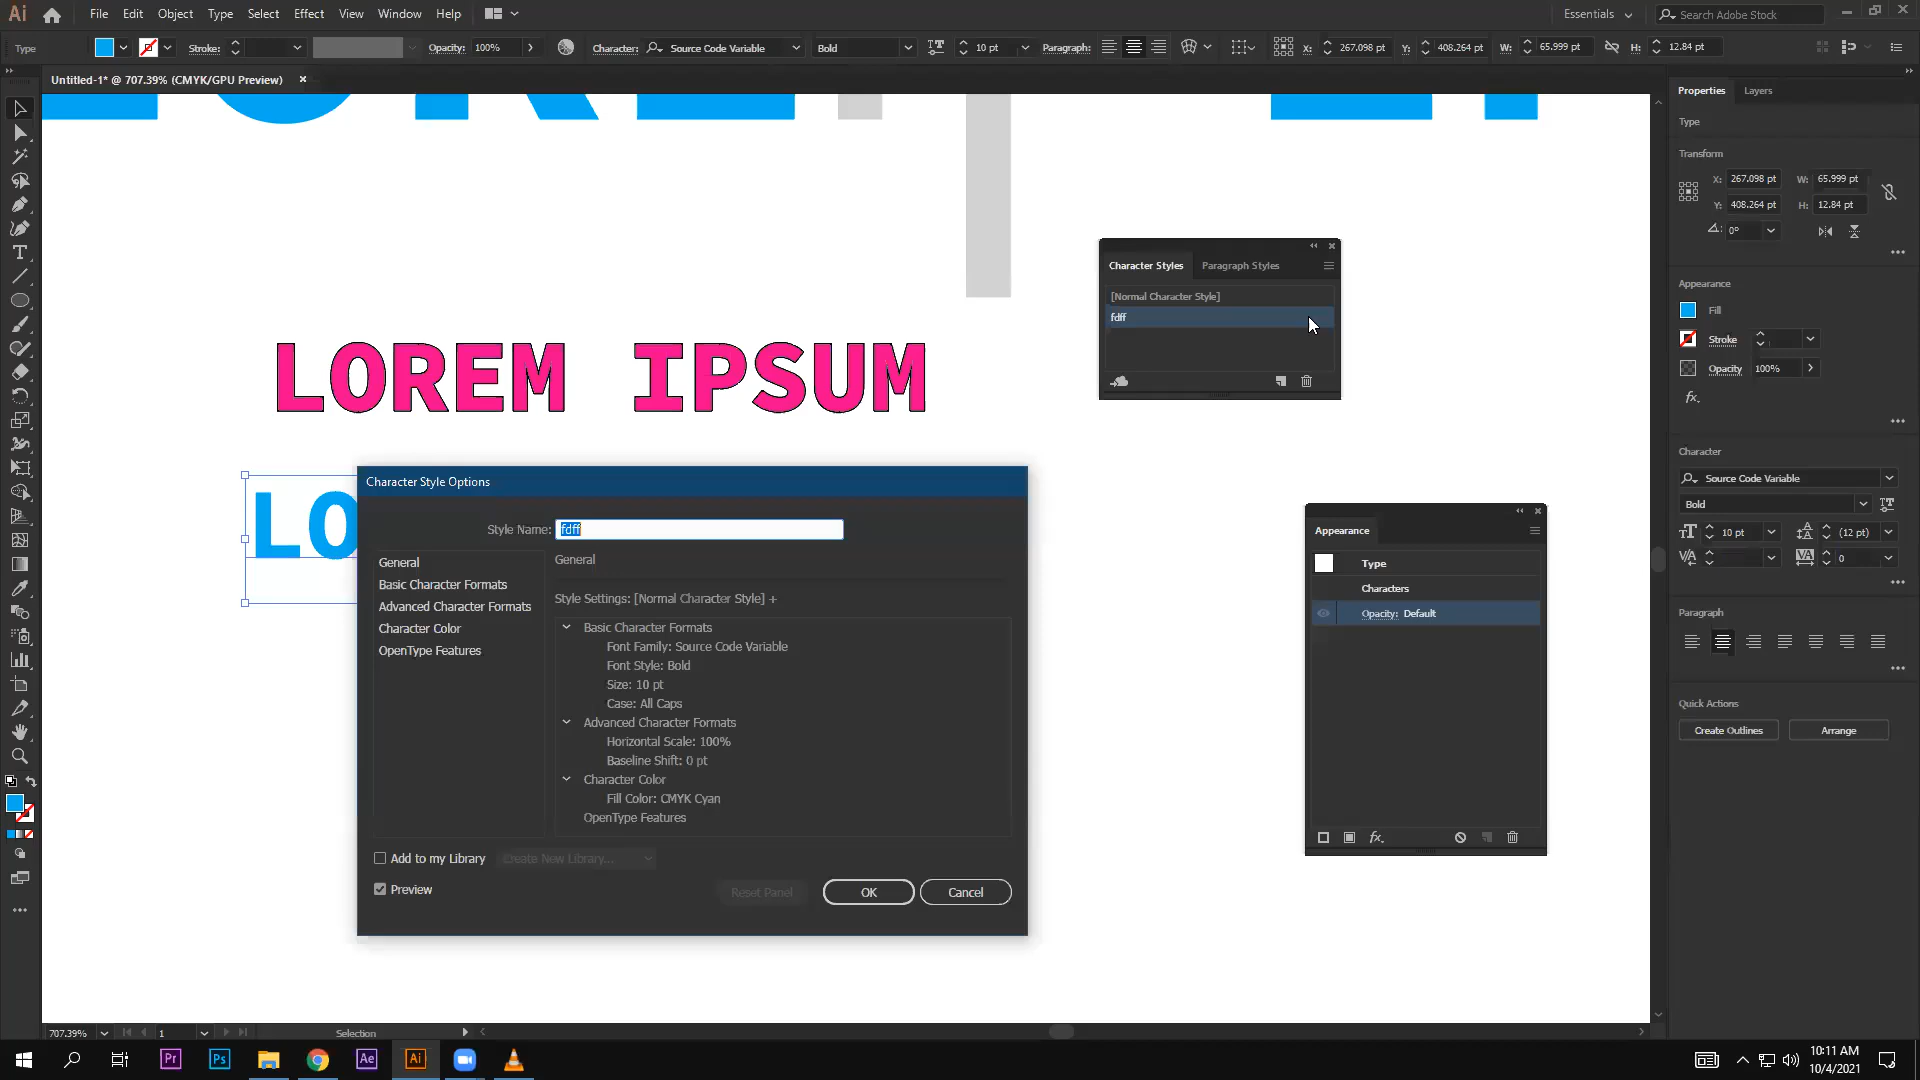 Ai File Edit Object Type Select Effect View Window Help Essentials Search Adobe Stock
Type Stroke: Opacity: 100% Character: Source Code Variable Bold 10 pt Paragraph: X: 267.098 pt Y: 408.264 pt W: 65.999 pt H: 12.84 pt
Untitled-1* @ 707.39% (CMYK/GPU Preview)
LOREM IPSUM
LO
Character Styles Paragraph Styles
[Normal Character Style]
fdff
Character Style Options
Style Name: fdff
General
Basic Character Formats
Advanced Character Formats
Character Color
OpenType Features
General
Style Settings: [Normal Character Style] +
Basic Character Formats
Font Family: Source Code Variable
Font Style: Bold
Size: 10 pt
Case: All Caps
Advanced Character Formats
Horizontal Scale: 100%
Baseline Shift: 0 pt
Character Color
Fill Color: CMYK Cyan
OpenType Features
Add to my Library Create New Library...
Preview
Reset Panel OK Cancel
Appearance
Type
Characters
Opacity: Default
fx
Properties Layers
Type
Transform
X: 267.098 pt W: 65.999 pt
Y: 408.264 pt H: 12.84 pt
0°
Appearance
Fill
Stroke
Opacity 100%
fx
Character
Source Code Variable
Bold
10 pt (12 pt)
0
Paragraph
Quick Actions
Create Outlines Arrange
707.39% 1 Selection
Pr Ps Ae Ai
10:11 AM
10/4/2021